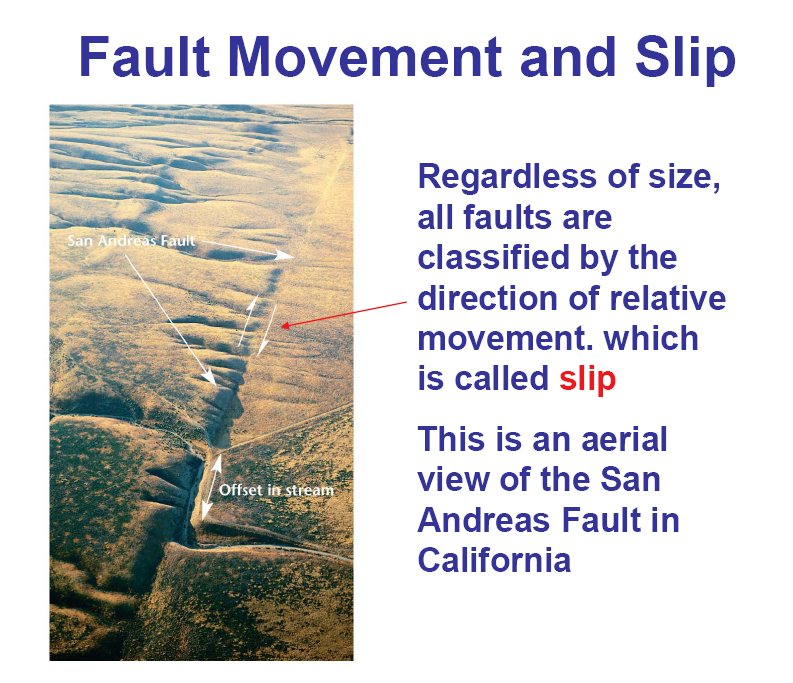 Fault Movement and Slip
San Andreas Fault
Offset in stream
Regardless of size,
all faults are
classified by the
direction of relative
movement. which
is called slip
This is an aerial
view of the San
Andreas Fault in
California